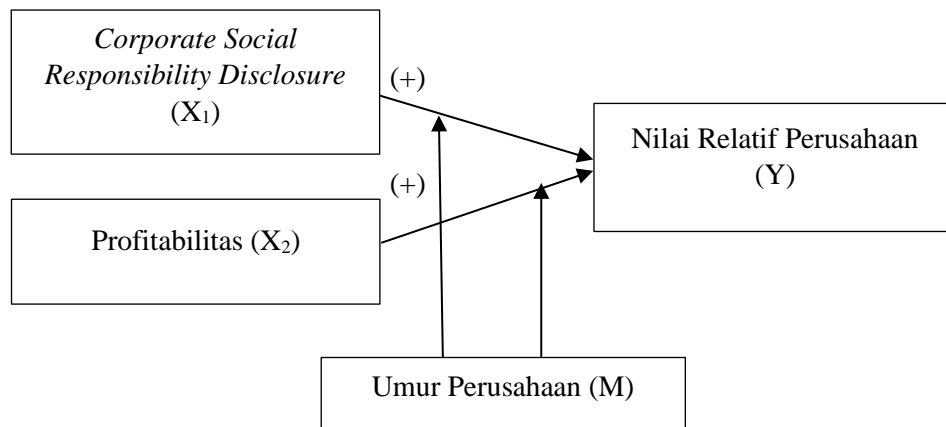 Corporate Social
Responsibility Disclosure
(X₁)
(+)
Nilai Relatif Perusahaan
(Y)
(+)
Profitabilitas (X₂)
Umur Perusahaan (M)